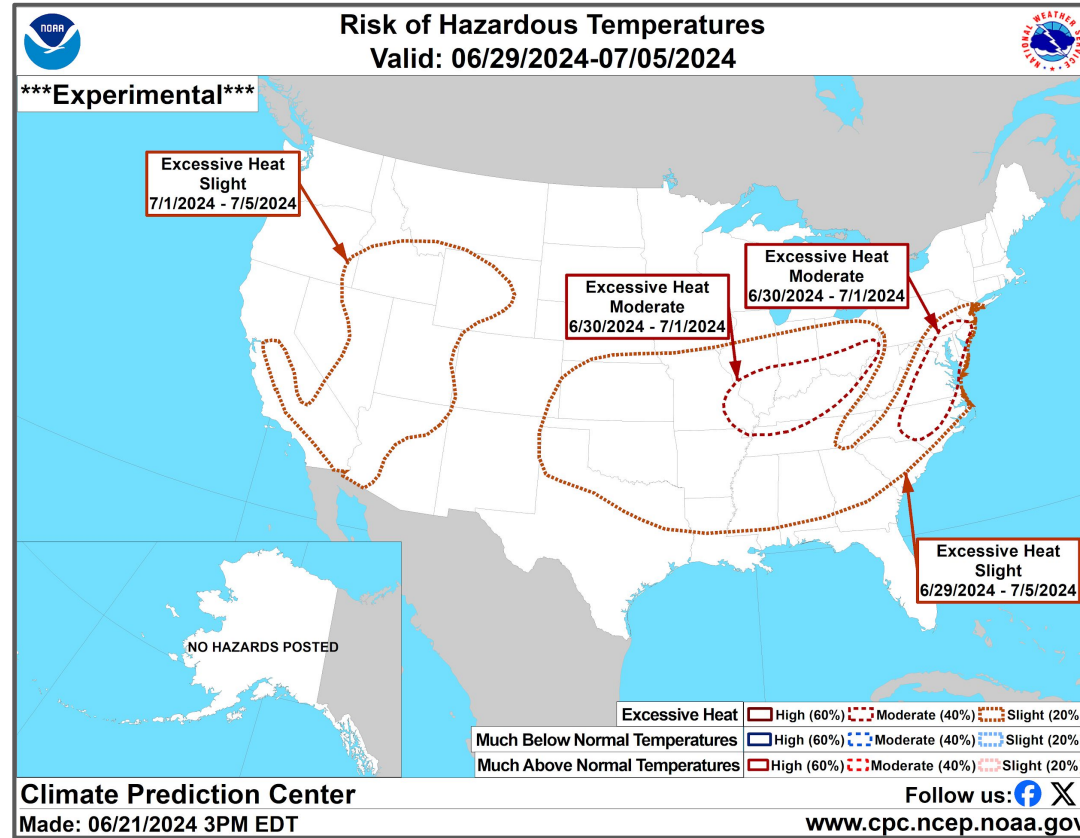 NOAA
Risk of Hazardous Temperatures
Valid: 06/29/2024-07/05/2024
NATIONAL WEATHER SERVICE
***Experimental***
Excessive Heat
Slight
7/1/2024 - 7/5/2024
Excessive Heat
Moderate
6/30/2024 - 7/1/2024
Excessive Heat
Moderate
6/30/2024 - 7/1/2024
Excessive Heat
Slight
6/29/2024 - 7/5/2024
NO HAZARDS POSTED
Excessive Heat High (60%) Moderate (40%) Slight (20%
Much Below Normal Temperatures High (60%) Moderate (40%) Slight (20%
Much Above Normal Temperatures High (60%) Moderate (40%) Slight (20%
Climate Prediction Center
Follow us:
Made: 06/21/2024 3PM EDT
www.cpc.ncep.noaa.gov